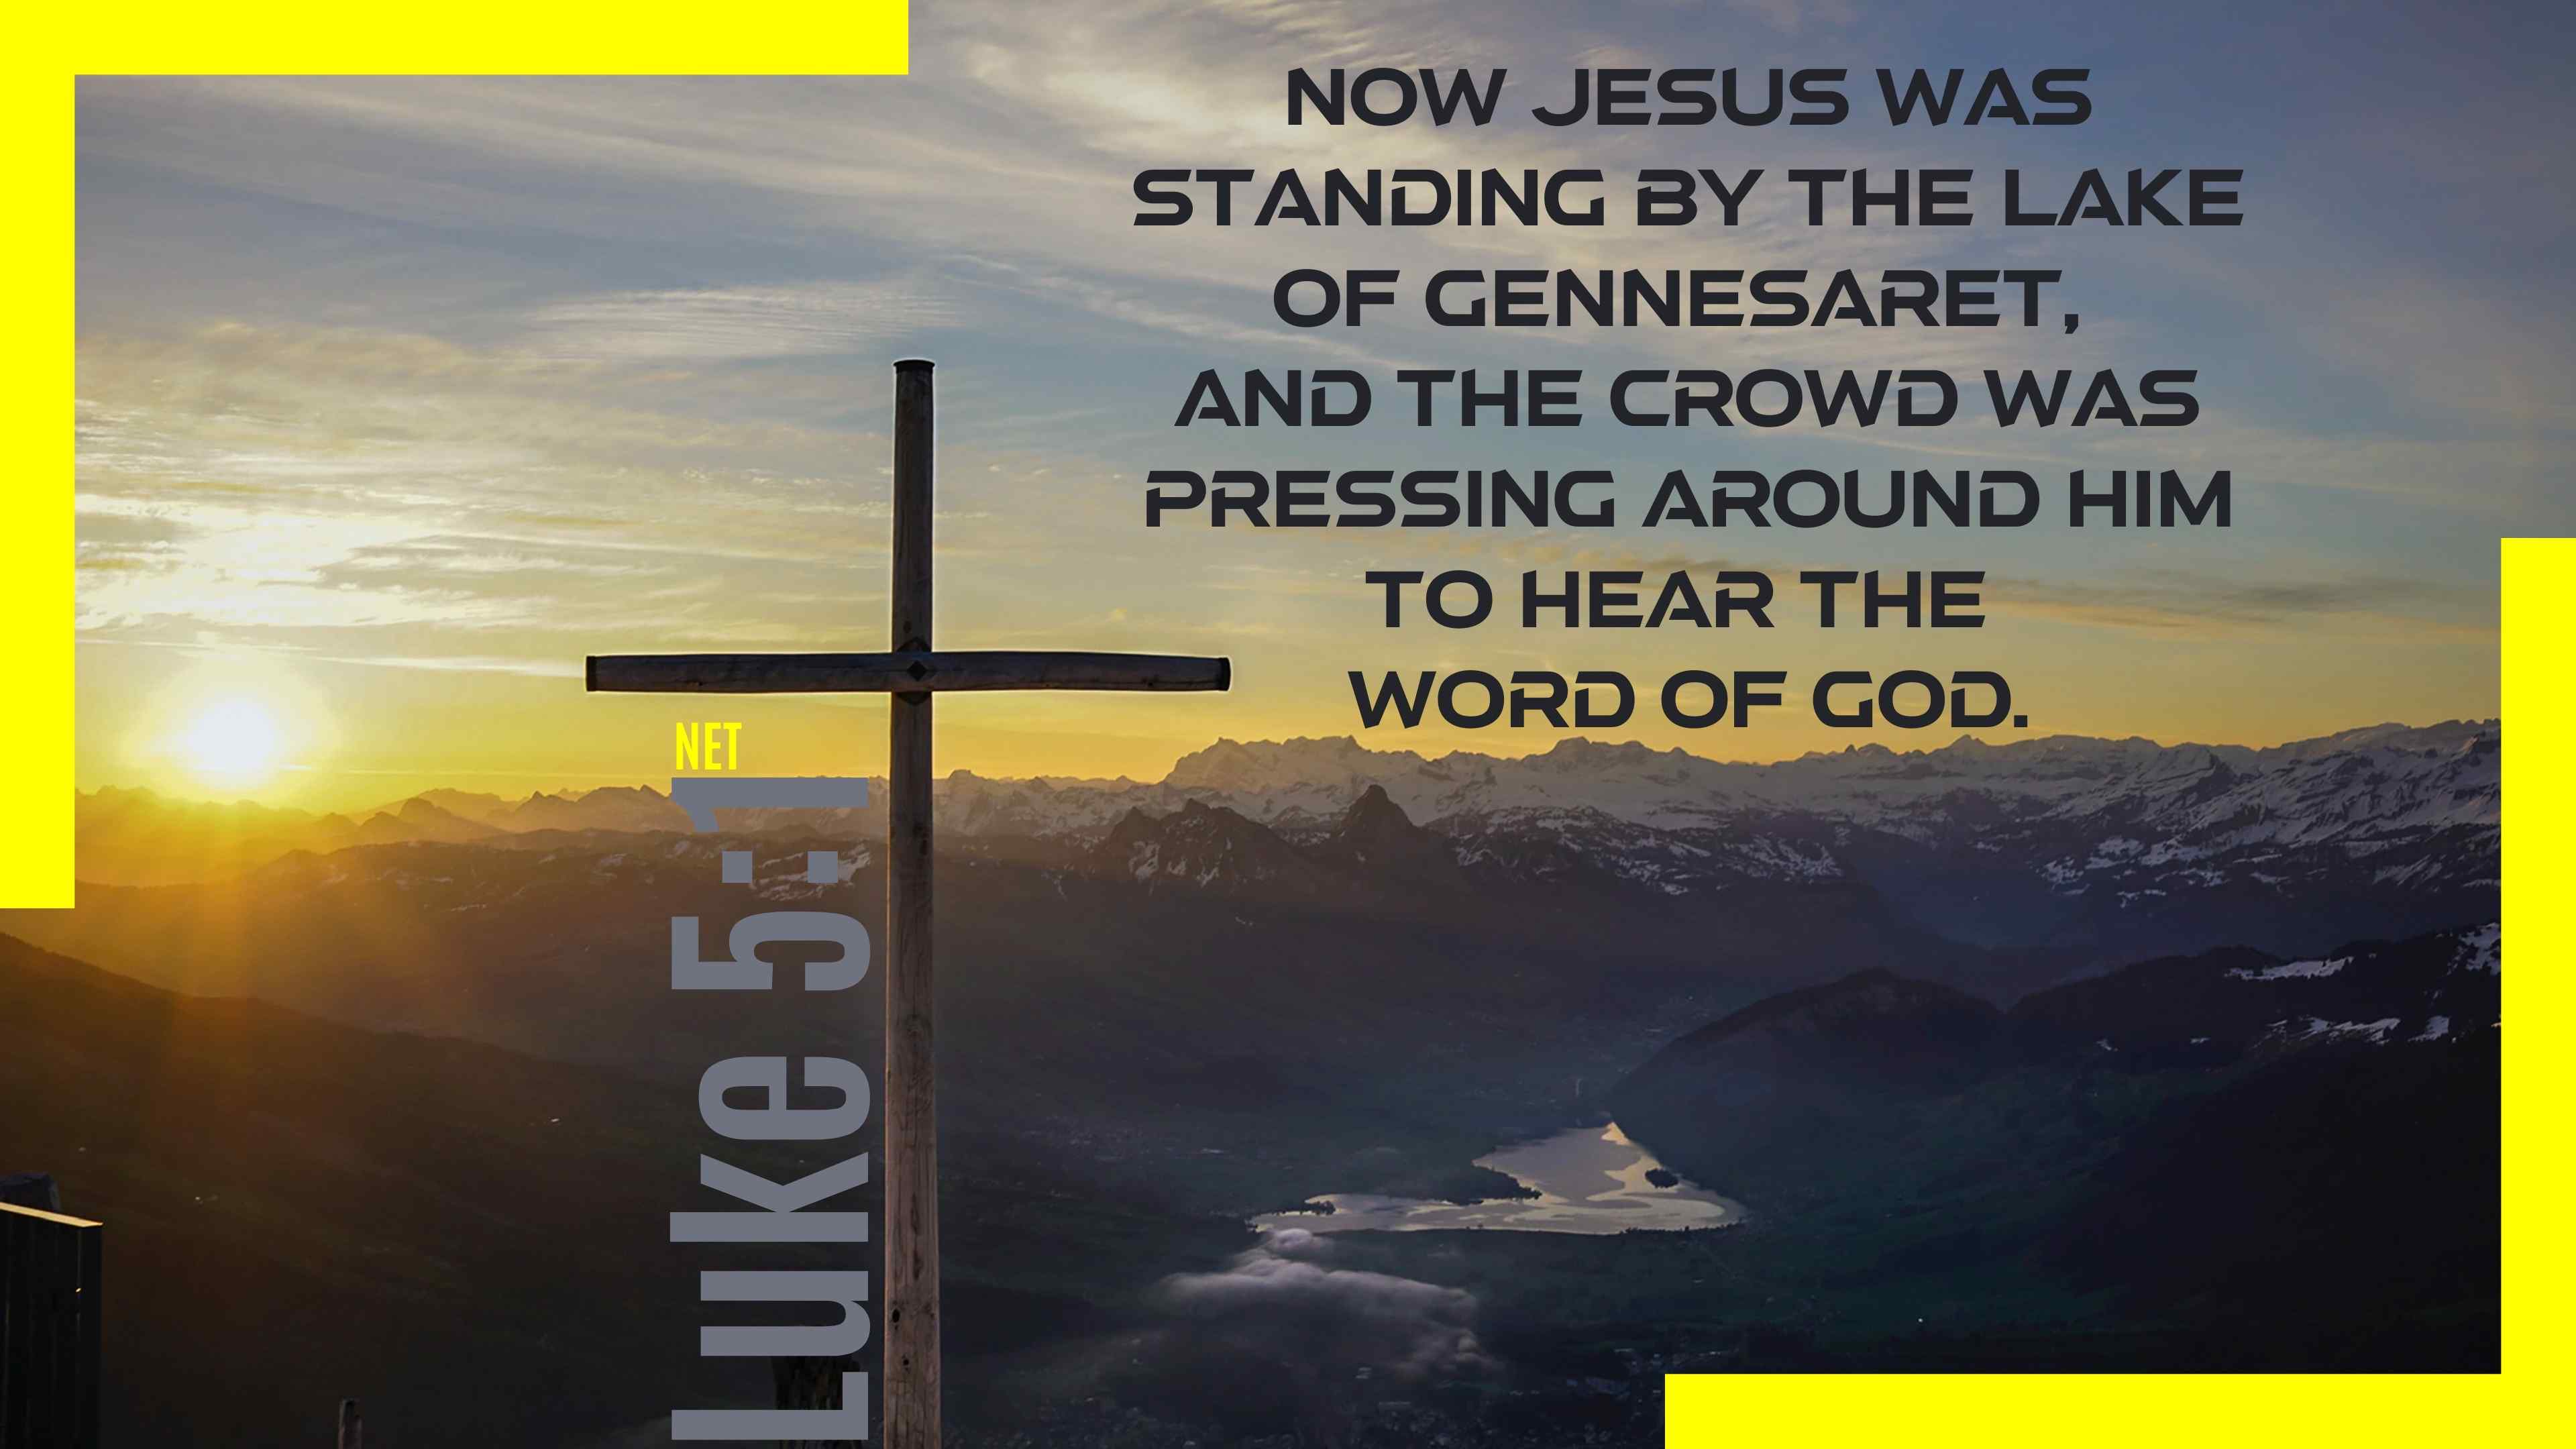 NOW JESUS WAS
STANDING BY THE LAKE
OF GENNESARET,
AND THE CROWD WAS
PRESSING AROUND HIM
TO HEAR THE
WORD OF GOD.
NET
Luke 5:1